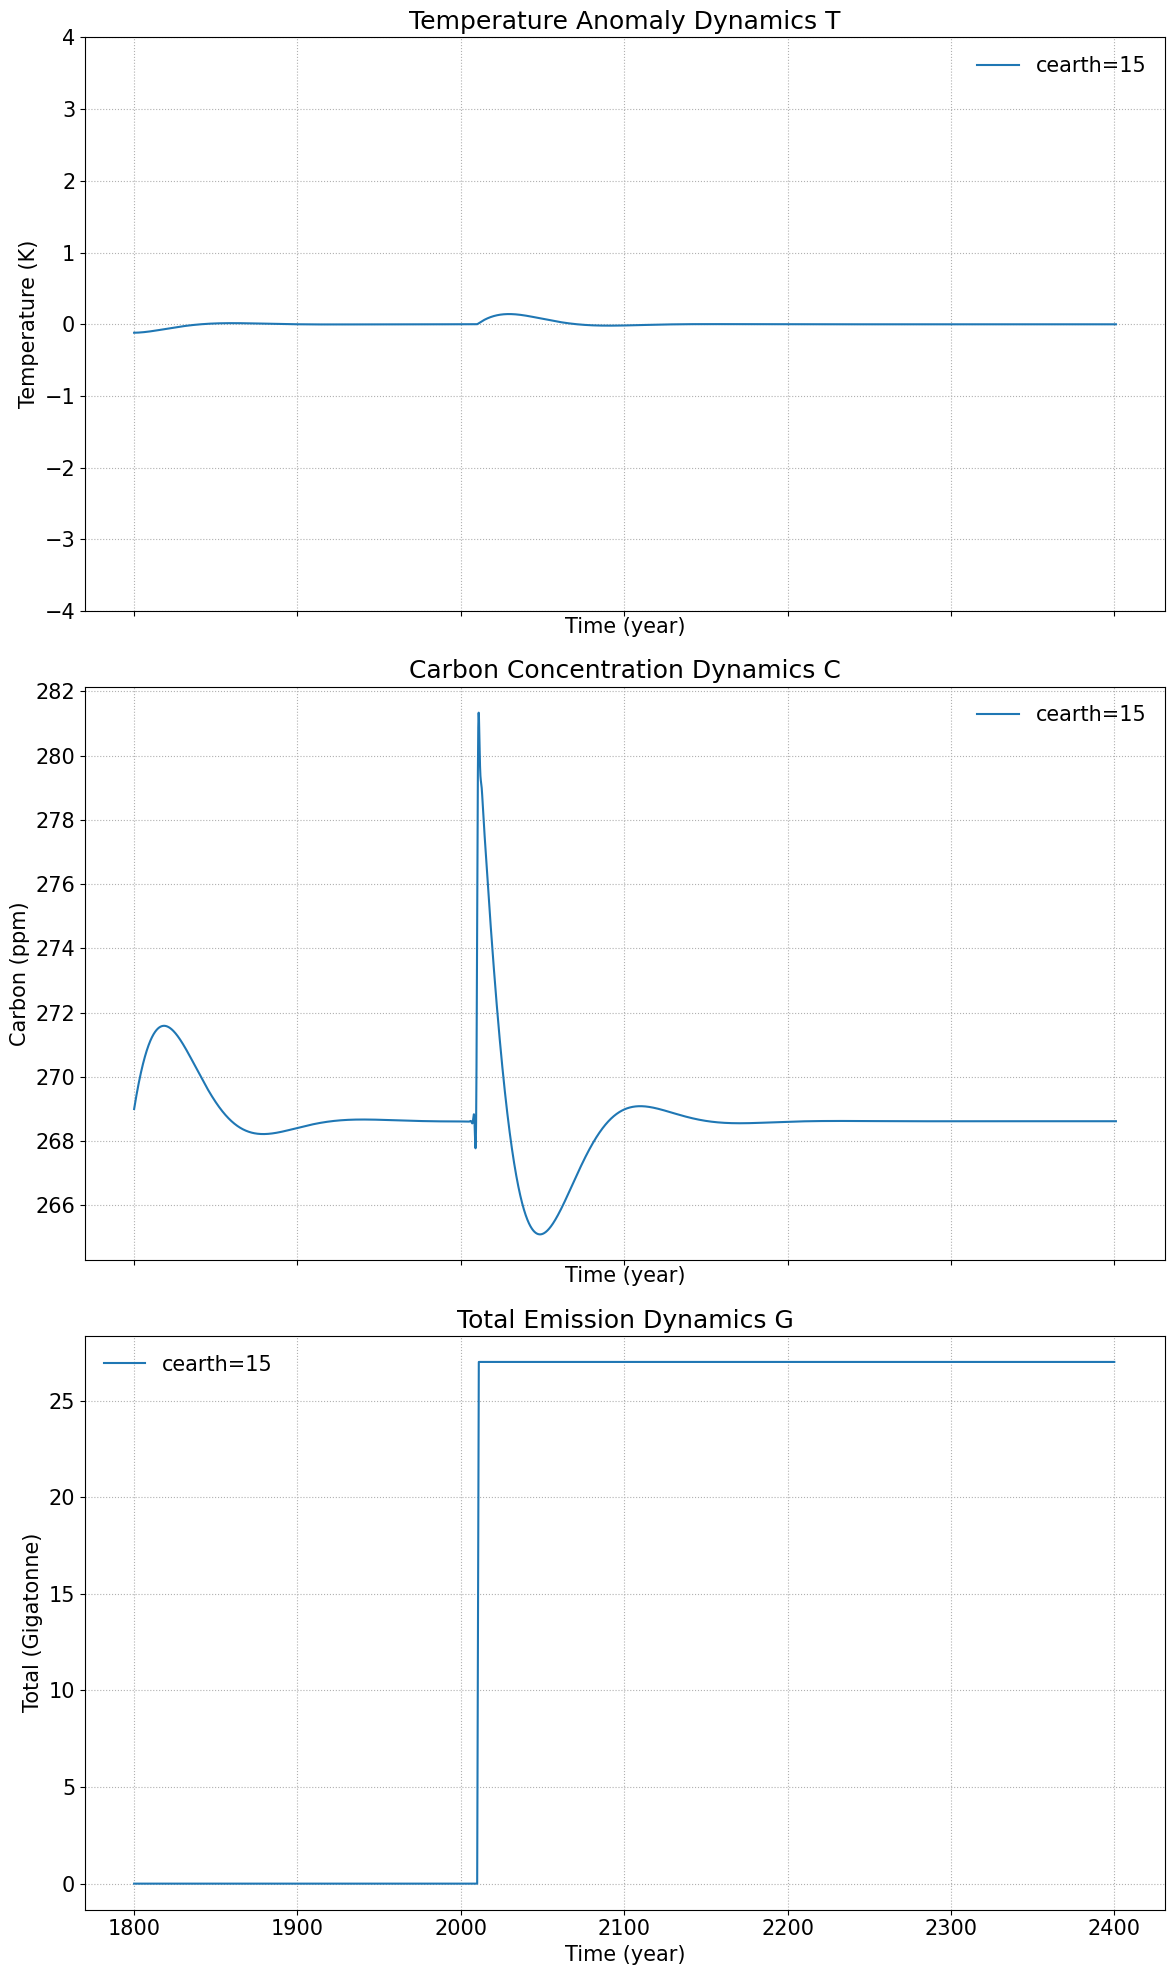 Temperature Anomaly Dynamics T
4
3
2
1
0
−1
−2
−3
−4
Temperature (K)
cearth=15
Time (year)
Carbon Concentration Dynamics C
282
280
278
276
274
272
270
268
266
Carbon (ppm)
cearth=15
Time (year)
Total Emission Dynamics G
cearth=15
25
20
15
10
5
0
Total (Gigatonne)
1800 1900 2000 2100 2200 2300 2400
Time (year)